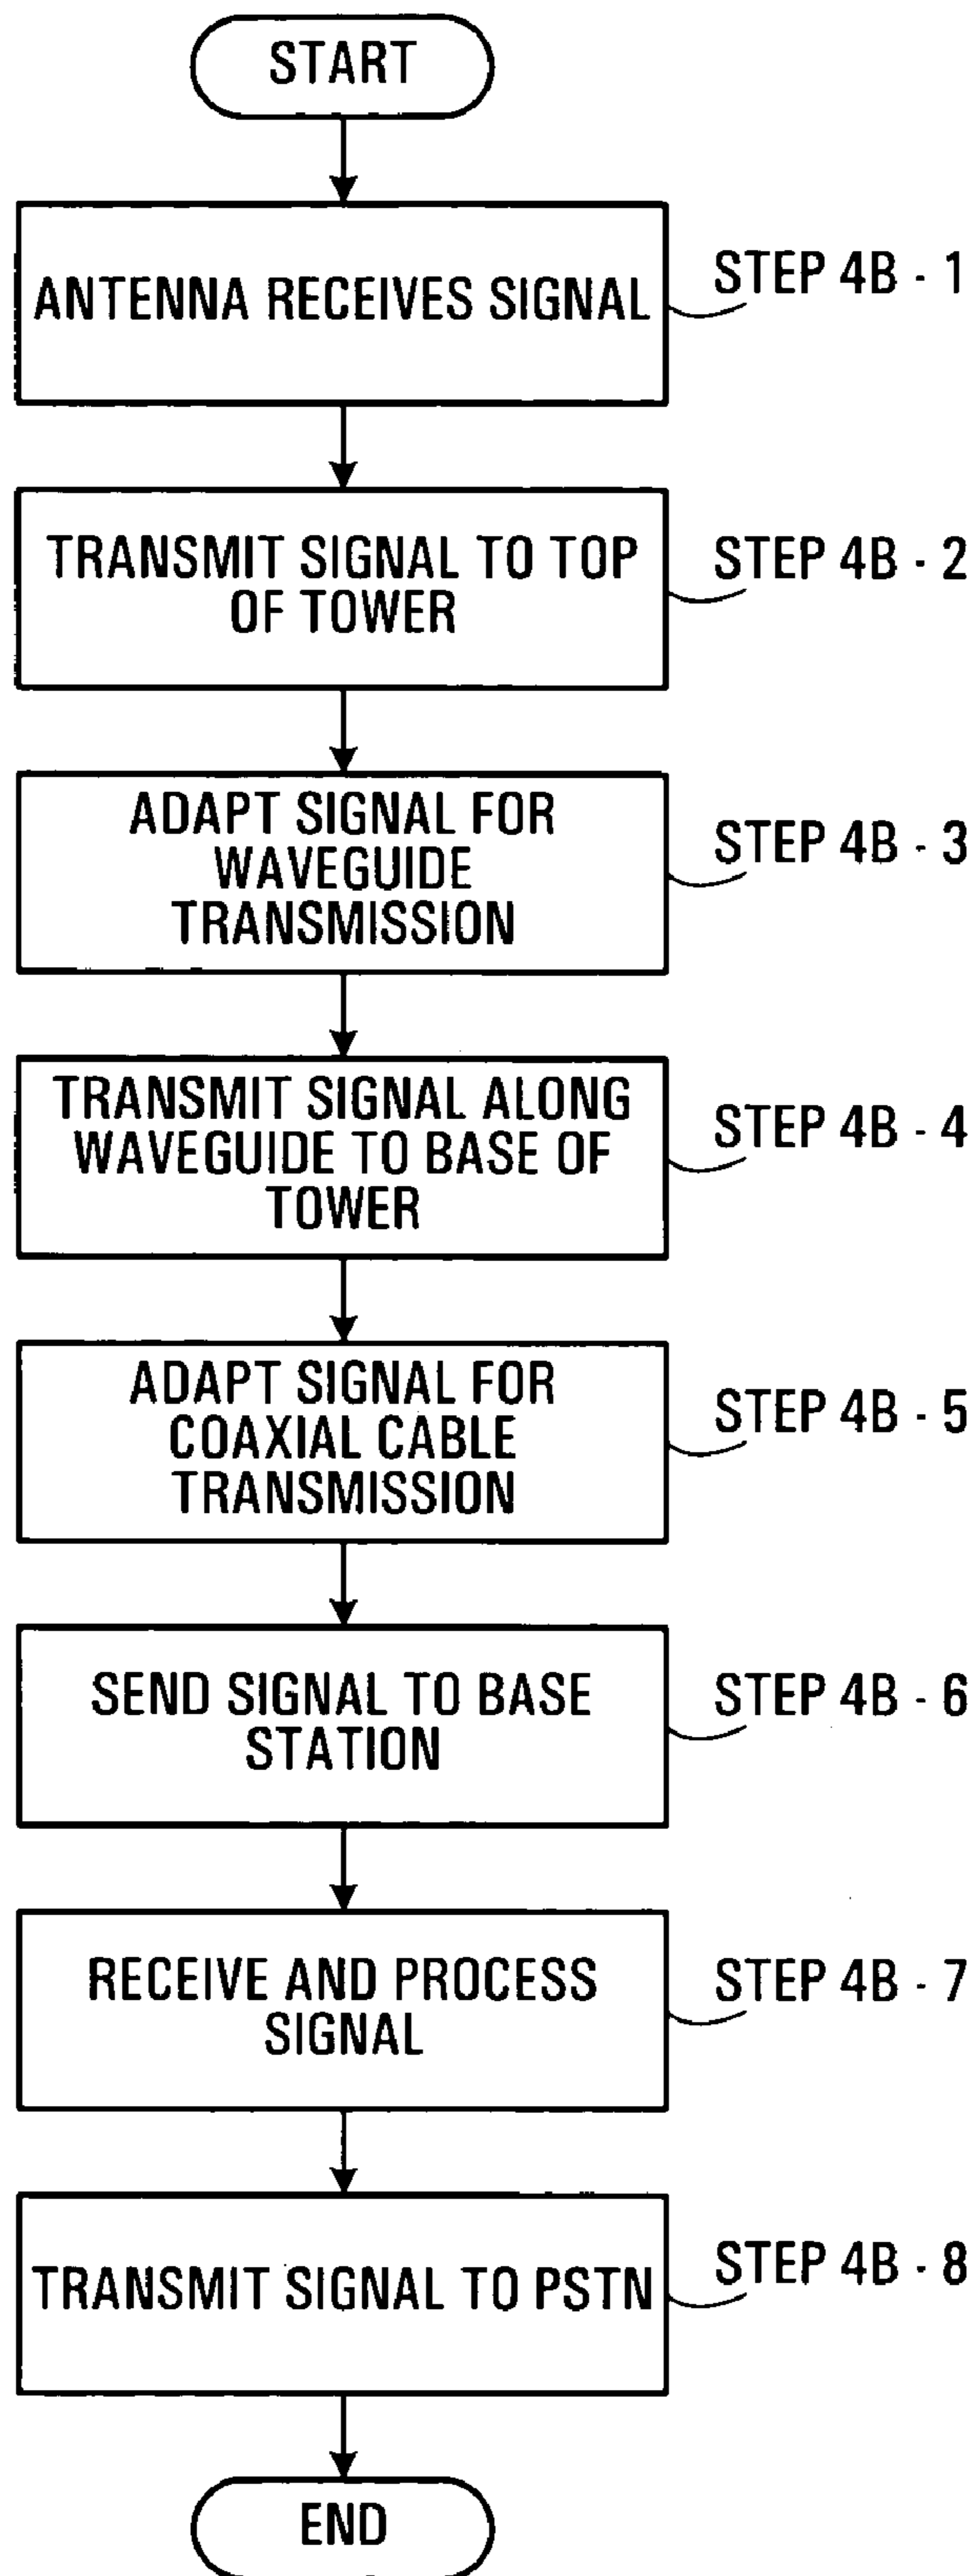 START
ANTENNA RECEIVES SIGNAL
STEP 4B - 1
TRANSMIT SIGNAL TO TOP
OF TOWER
STEP 4B - 2
ADAPT SIGNAL FOR
WAVEGUIDE
TRANSMISSION
STEP 4B - 3
TRANSMIT SIGNAL ALONG
WAVEGUIDE TO BASE OF
TOWER
STEP 4B - 4
ADAPT SIGNAL FOR
COAXIAL CABLE
TRANSMISSION
STEP 4B - 5
SEND SIGNAL TO BASE
STATION
STEP 4B - 6
RECEIVE AND PROCESS
SIGNAL
STEP 4B - 7
TRANSMIT SIGNAL TO PSTN
STEP 4B - 8
END